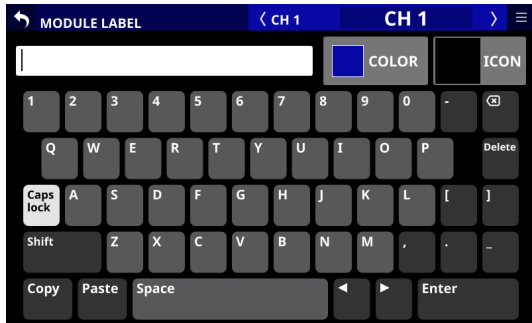 MODULE LABEL CH 1 CH 1
COLOR ICON
1 2 3 4 5 6 7 8 9 0 -
Q W E R T Y U I O P Delete
Caps lock A S D F G H J K L [ ]
Shift Z X C V B N M , . _
Copy Paste Space ◀ ▶ Enter